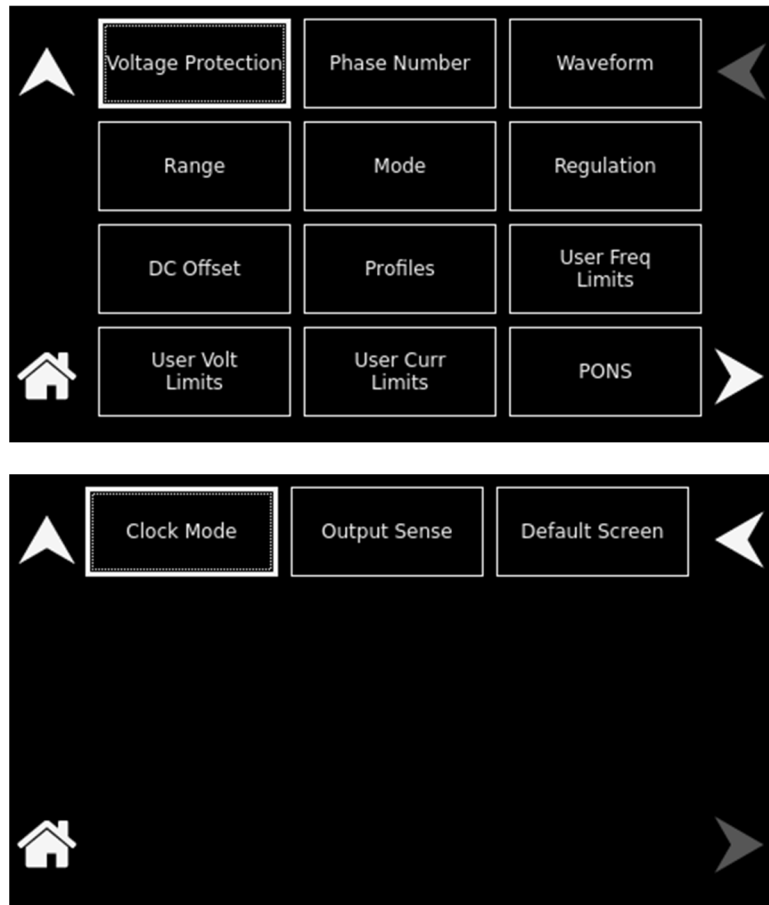 Voltage Protection
Phase Number
Waveform
Range
Mode
Regulation
DC Offset
Profiles
User Freq
Limits
User Volt
Limits
User Curr
Limits
PONS
Clock Mode
Output Sense
Default Screen